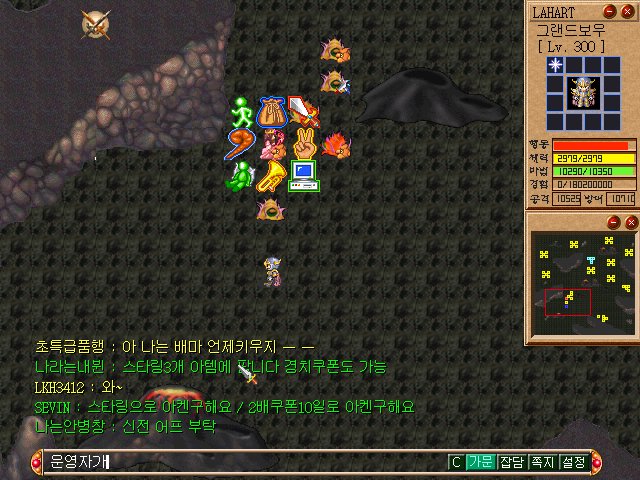 LAHART
그랜드보우
[ Lv. 300 ]
행동
체력 2979/2979
마법 10290/10350
경험 0/180200000
공격 10525 방어 10710
초특급품행 : 아 나는 배마 언제키우지 ㅡ ㅡ
나라는내뷘 : 스타링3개 아템에 팝니다 경치쿠폰도 가능
LKH3412 : 와~
SEVIN : 스타링으로 아켄구해요 / 2배쿠폰10일로 아켄구해요
나는안병창 : 신전 어프 부탁
운영자개
C 가문 잡담 쪽지 설정